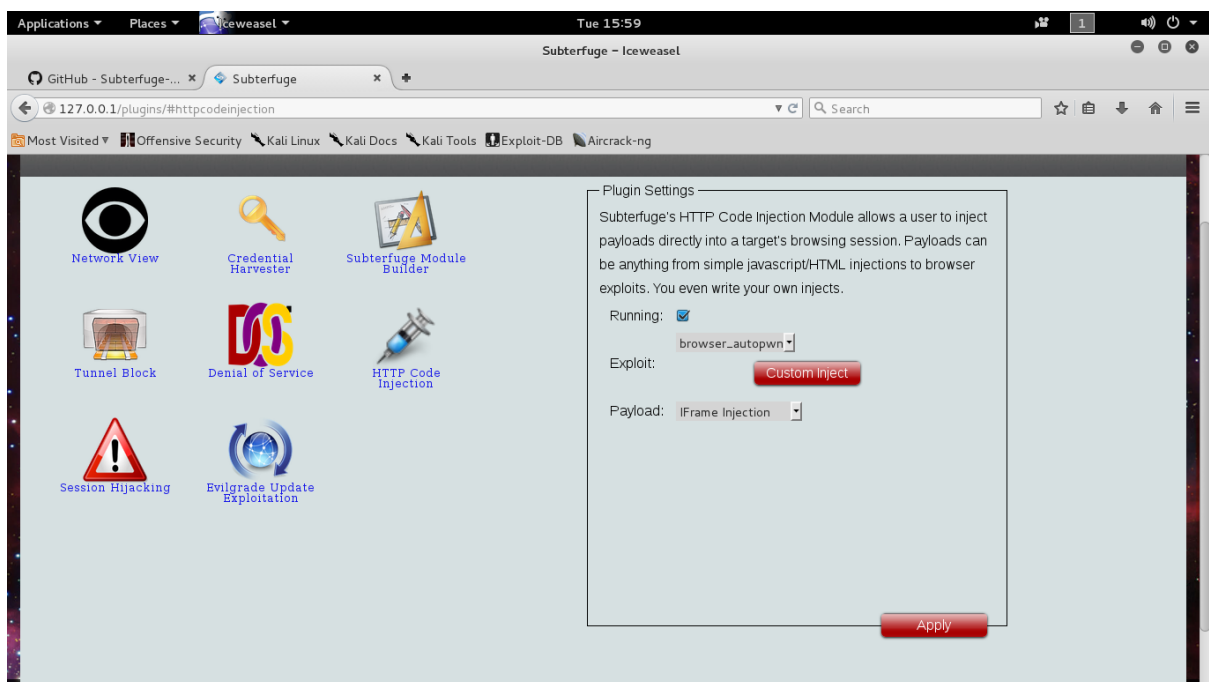 Applications Places Iceweasel Tue 15:59 1
Subterfuge - Iceweasel
GitHub - Subterfuge-... Subterfuge
127.0.0.1/plugins/#httpcodeinjection Search
Most Visited Offensive Security Kali Linux Kali Docs Kali Tools Exploit-DB Aircrack-ng
Network View
Credential
Harvester
Subterfuge Module
Builder
Tunnel Block
DOS
Denial of Service
HTTP Code
Injection
Session Hijacking
Evilgrade Update
Exploitation
Plugin Settings
Subterfuge's HTTP Code Injection Module allows a user to inject
payloads directly into a target's browsing session. Payloads can
be anything from simple javascript/HTML injections to browser
exploits. You even write your own injects.
Running:
browser_autopwn
Exploit:
Custom Inject
Payload: IFrame Injection
Apply